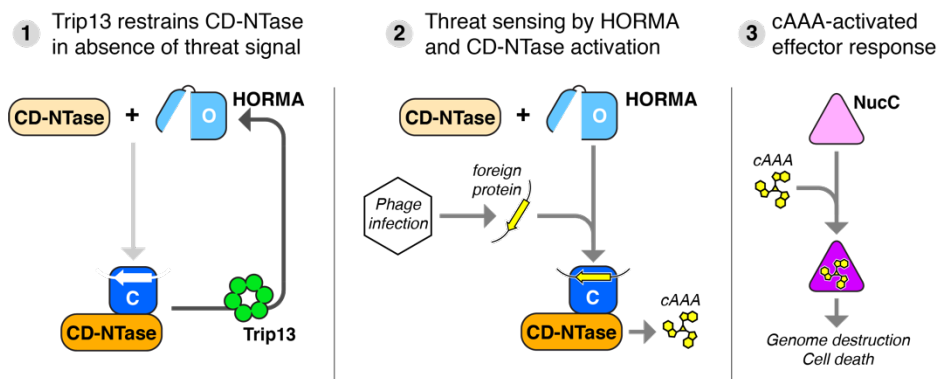 1 Trip13 restrains CD-NTase
in absence of threat signal
CD-NTase + O HORMA
C
CD-NTase
Trip13
2 Threat sensing by HORMA
and CD-NTase activation
CD-NTase + O HORMA
Phage
infection
foreign
protein
C
CD-NTase
cAAA
3 cAAA-activated
effector response
NucC
cAAA
Genome destruction
Cell death